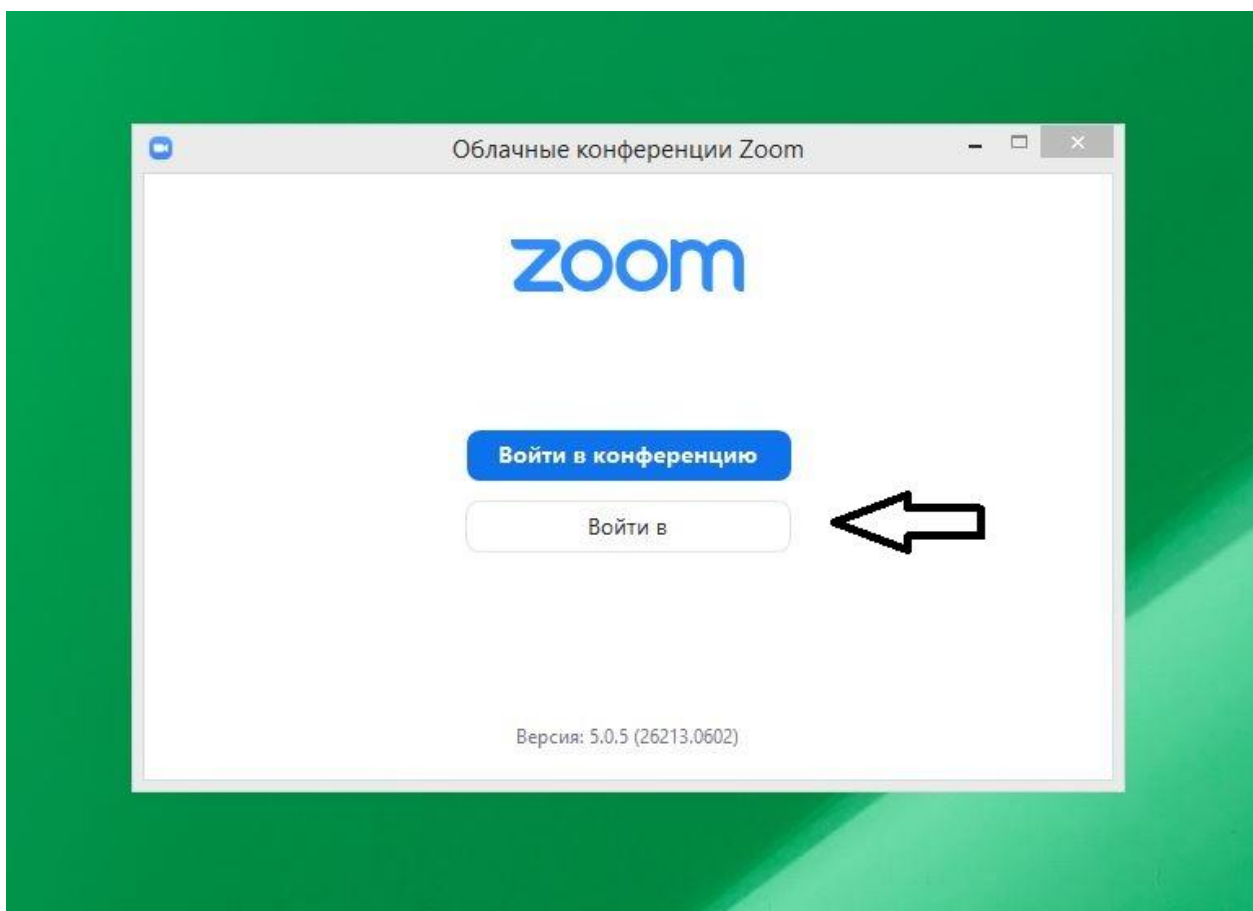 Облачные конференции Zoom
zoom
Войти в конференцию
Войти в
Версия: 5.0.5 (26213.0602)